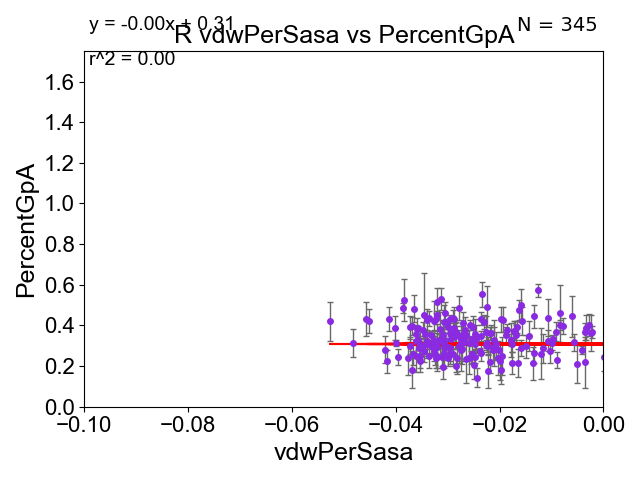 y = -0.00x + 0.31
R vdwPerSasa vs PercentGpA
N = 345
r^2 = 0.00
PercentGpA
1.6
1.4
1.2
1.0
0.8
0.6
0.4
0.2
0.0
−0.10
−0.08
−0.06
−0.04
−0.02
0.00
vdwPerSasa